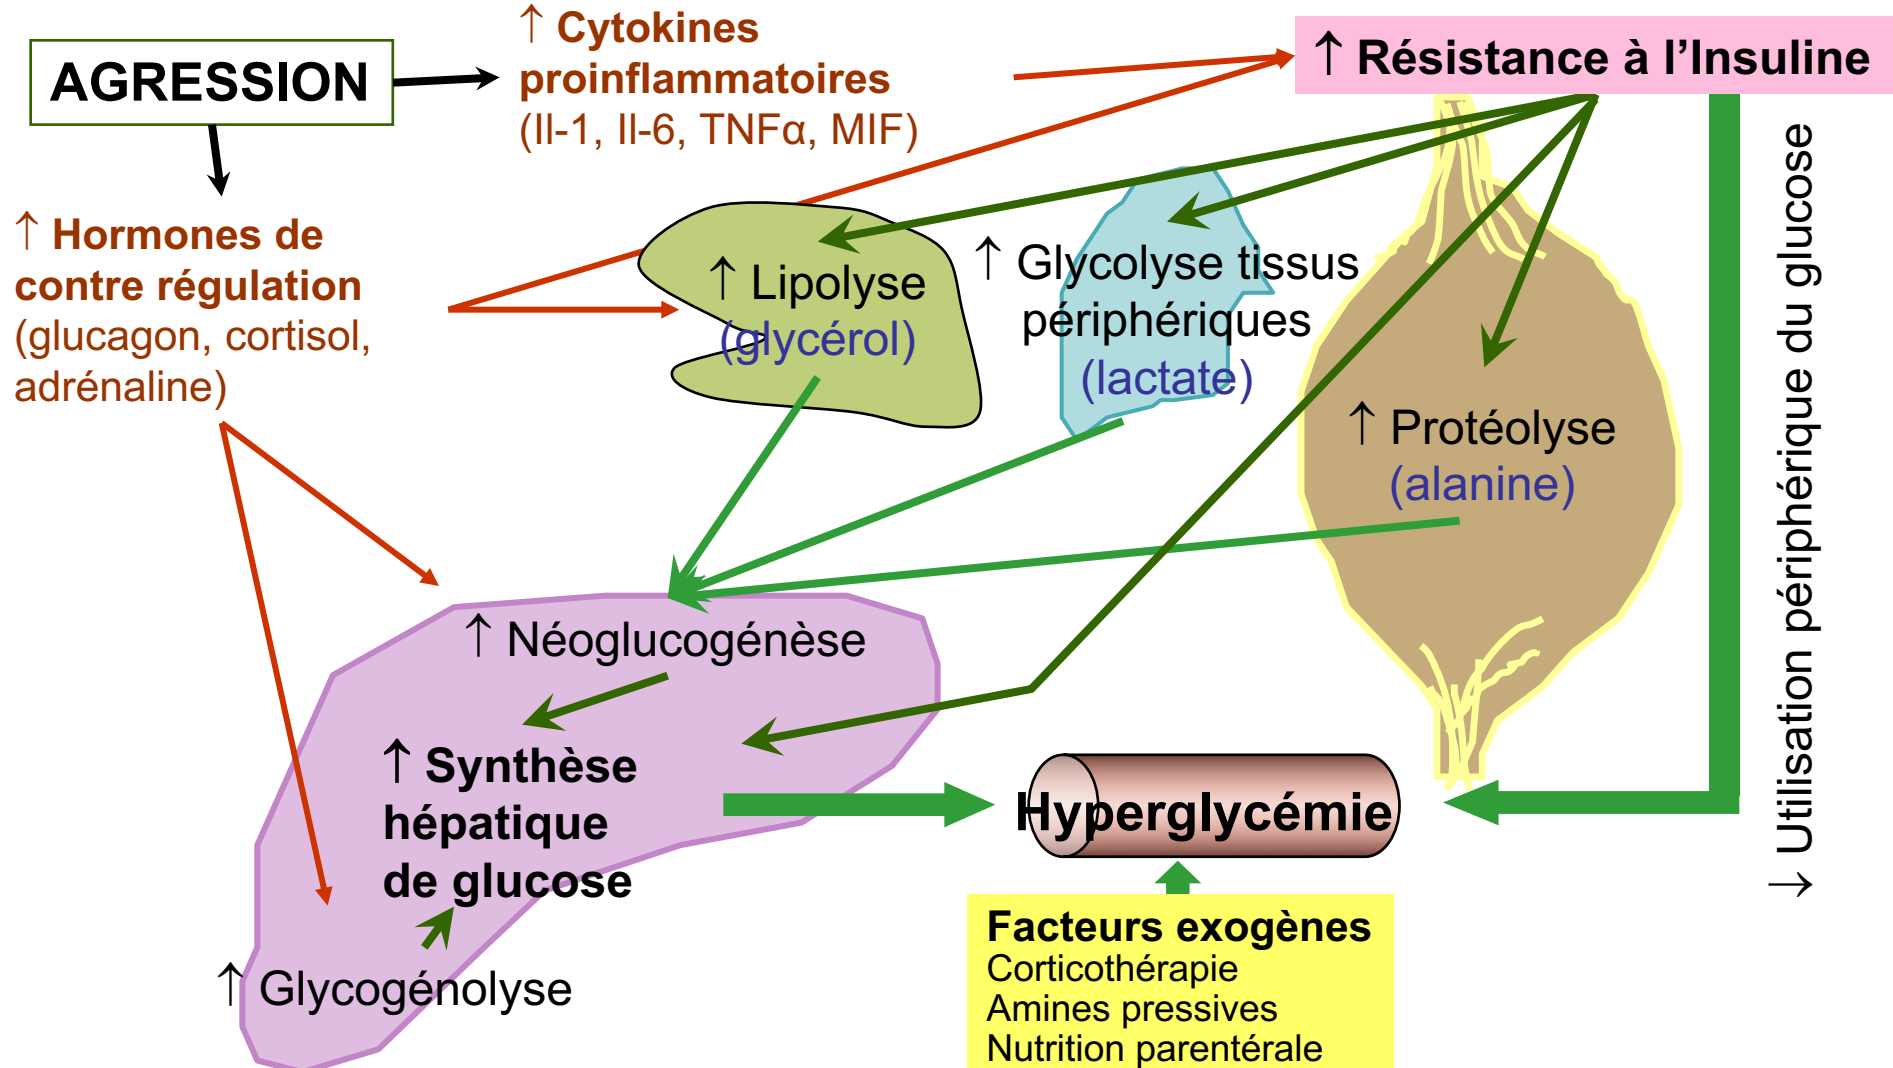 AGRESSION
↑ Cytokines
proinflammatoires
(Il-1, Il-6, TNFα, MIF)
↑ Résistance à l’Insuline
↑ Hormones de
contre régulation
(glucagon, cortisol,
adrénaline)
↑ Lipolyse
(glycérol)
↑ Glycolyse tissus
périphériques
(lactate)
↑ Protéolyse
(alanine)
↓ Utilisation périphérique du glucose
↑ Néoglucogénèse
↑ Synthèse
hépatique
de glucose
↑ Glycogénolyse
Hyperglycémie
Facteurs exogènes
Corticothérapie
Amines pressives
Nutrition parentérale